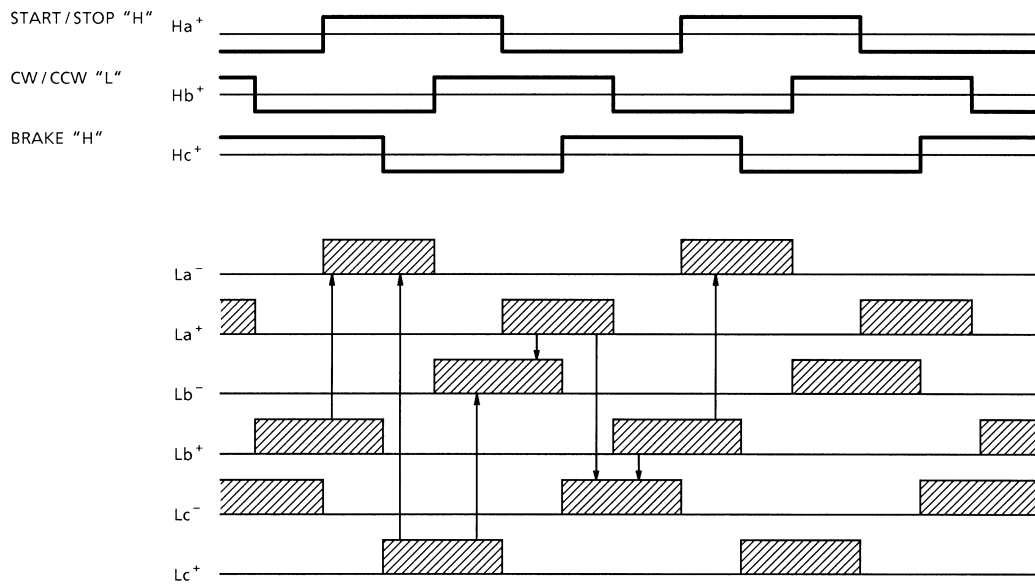 START/STOP "H" Ha⁺
CW/CCW "L" Hb⁺
BRAKE "H" Hc⁺
La⁻
La⁺
Lb⁻
Lb⁺
Lc⁻
Lc⁺